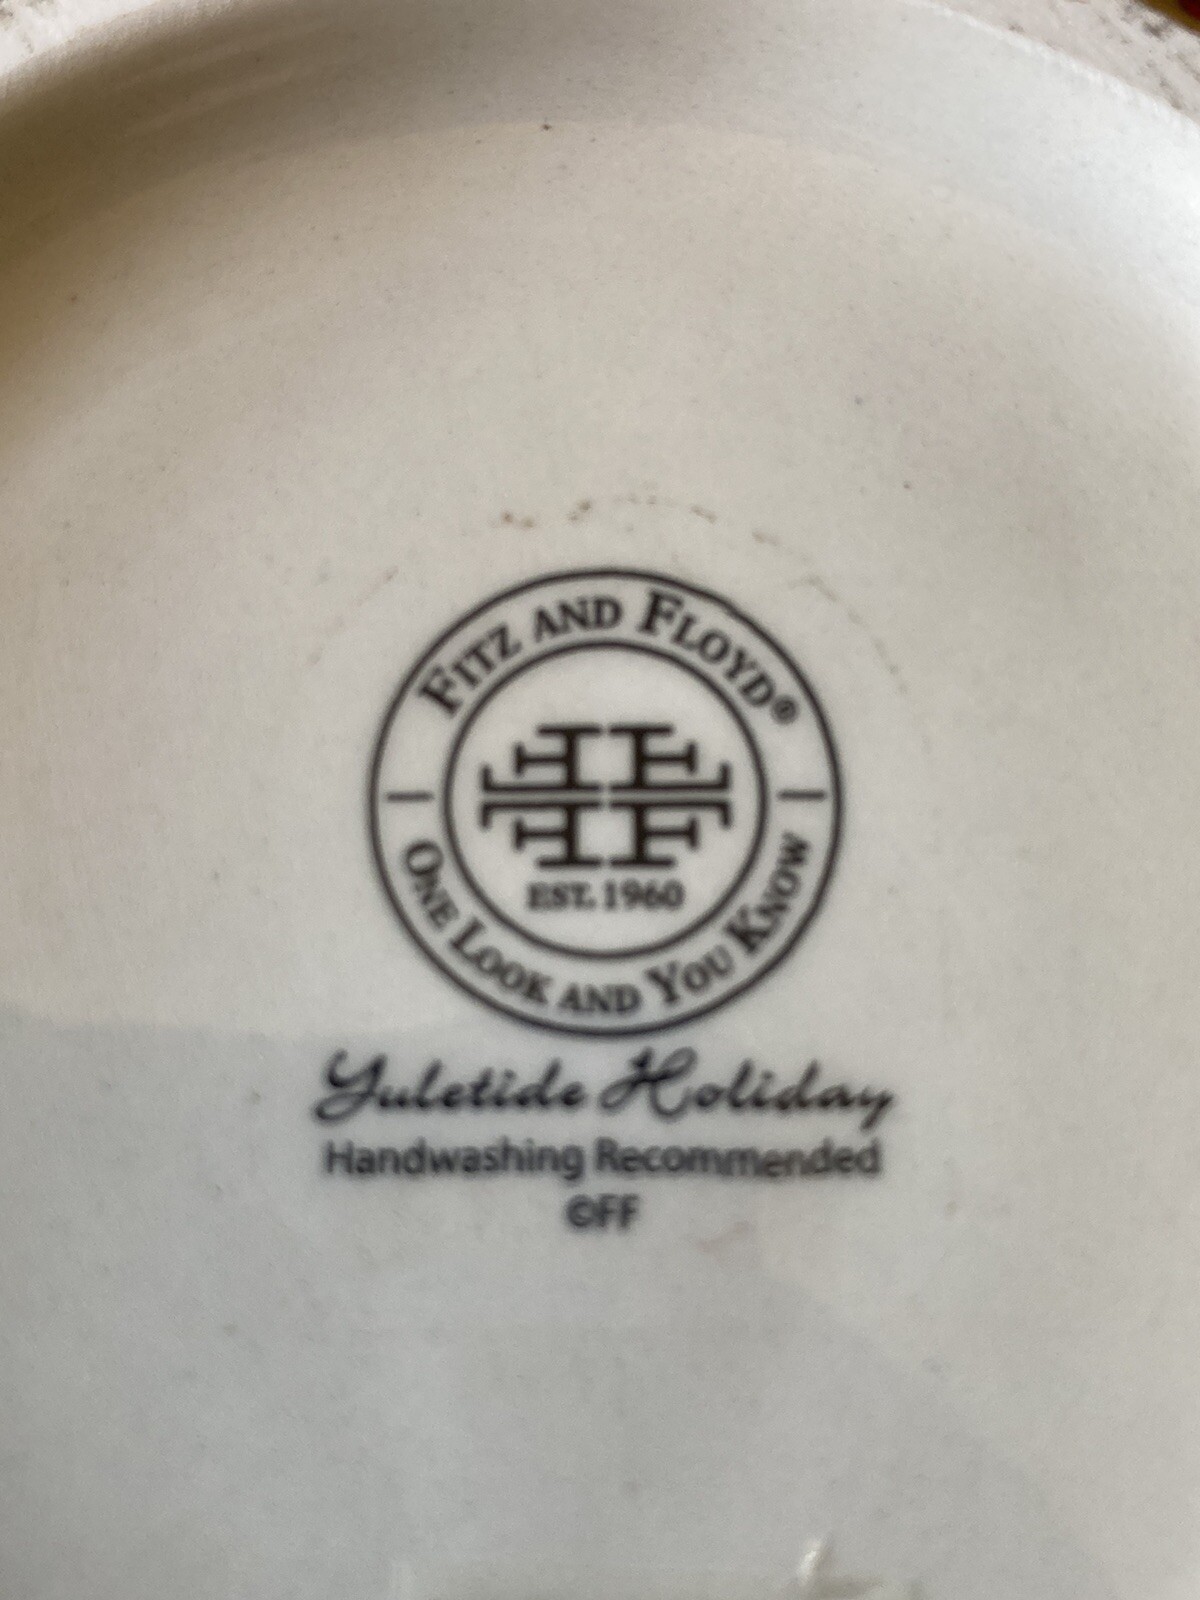 FITZ AND FLOYD®
EST. 1960
ONE LOOK AND YOU KNOW
Yuletide Holiday
Handwashing Recommended
©FF